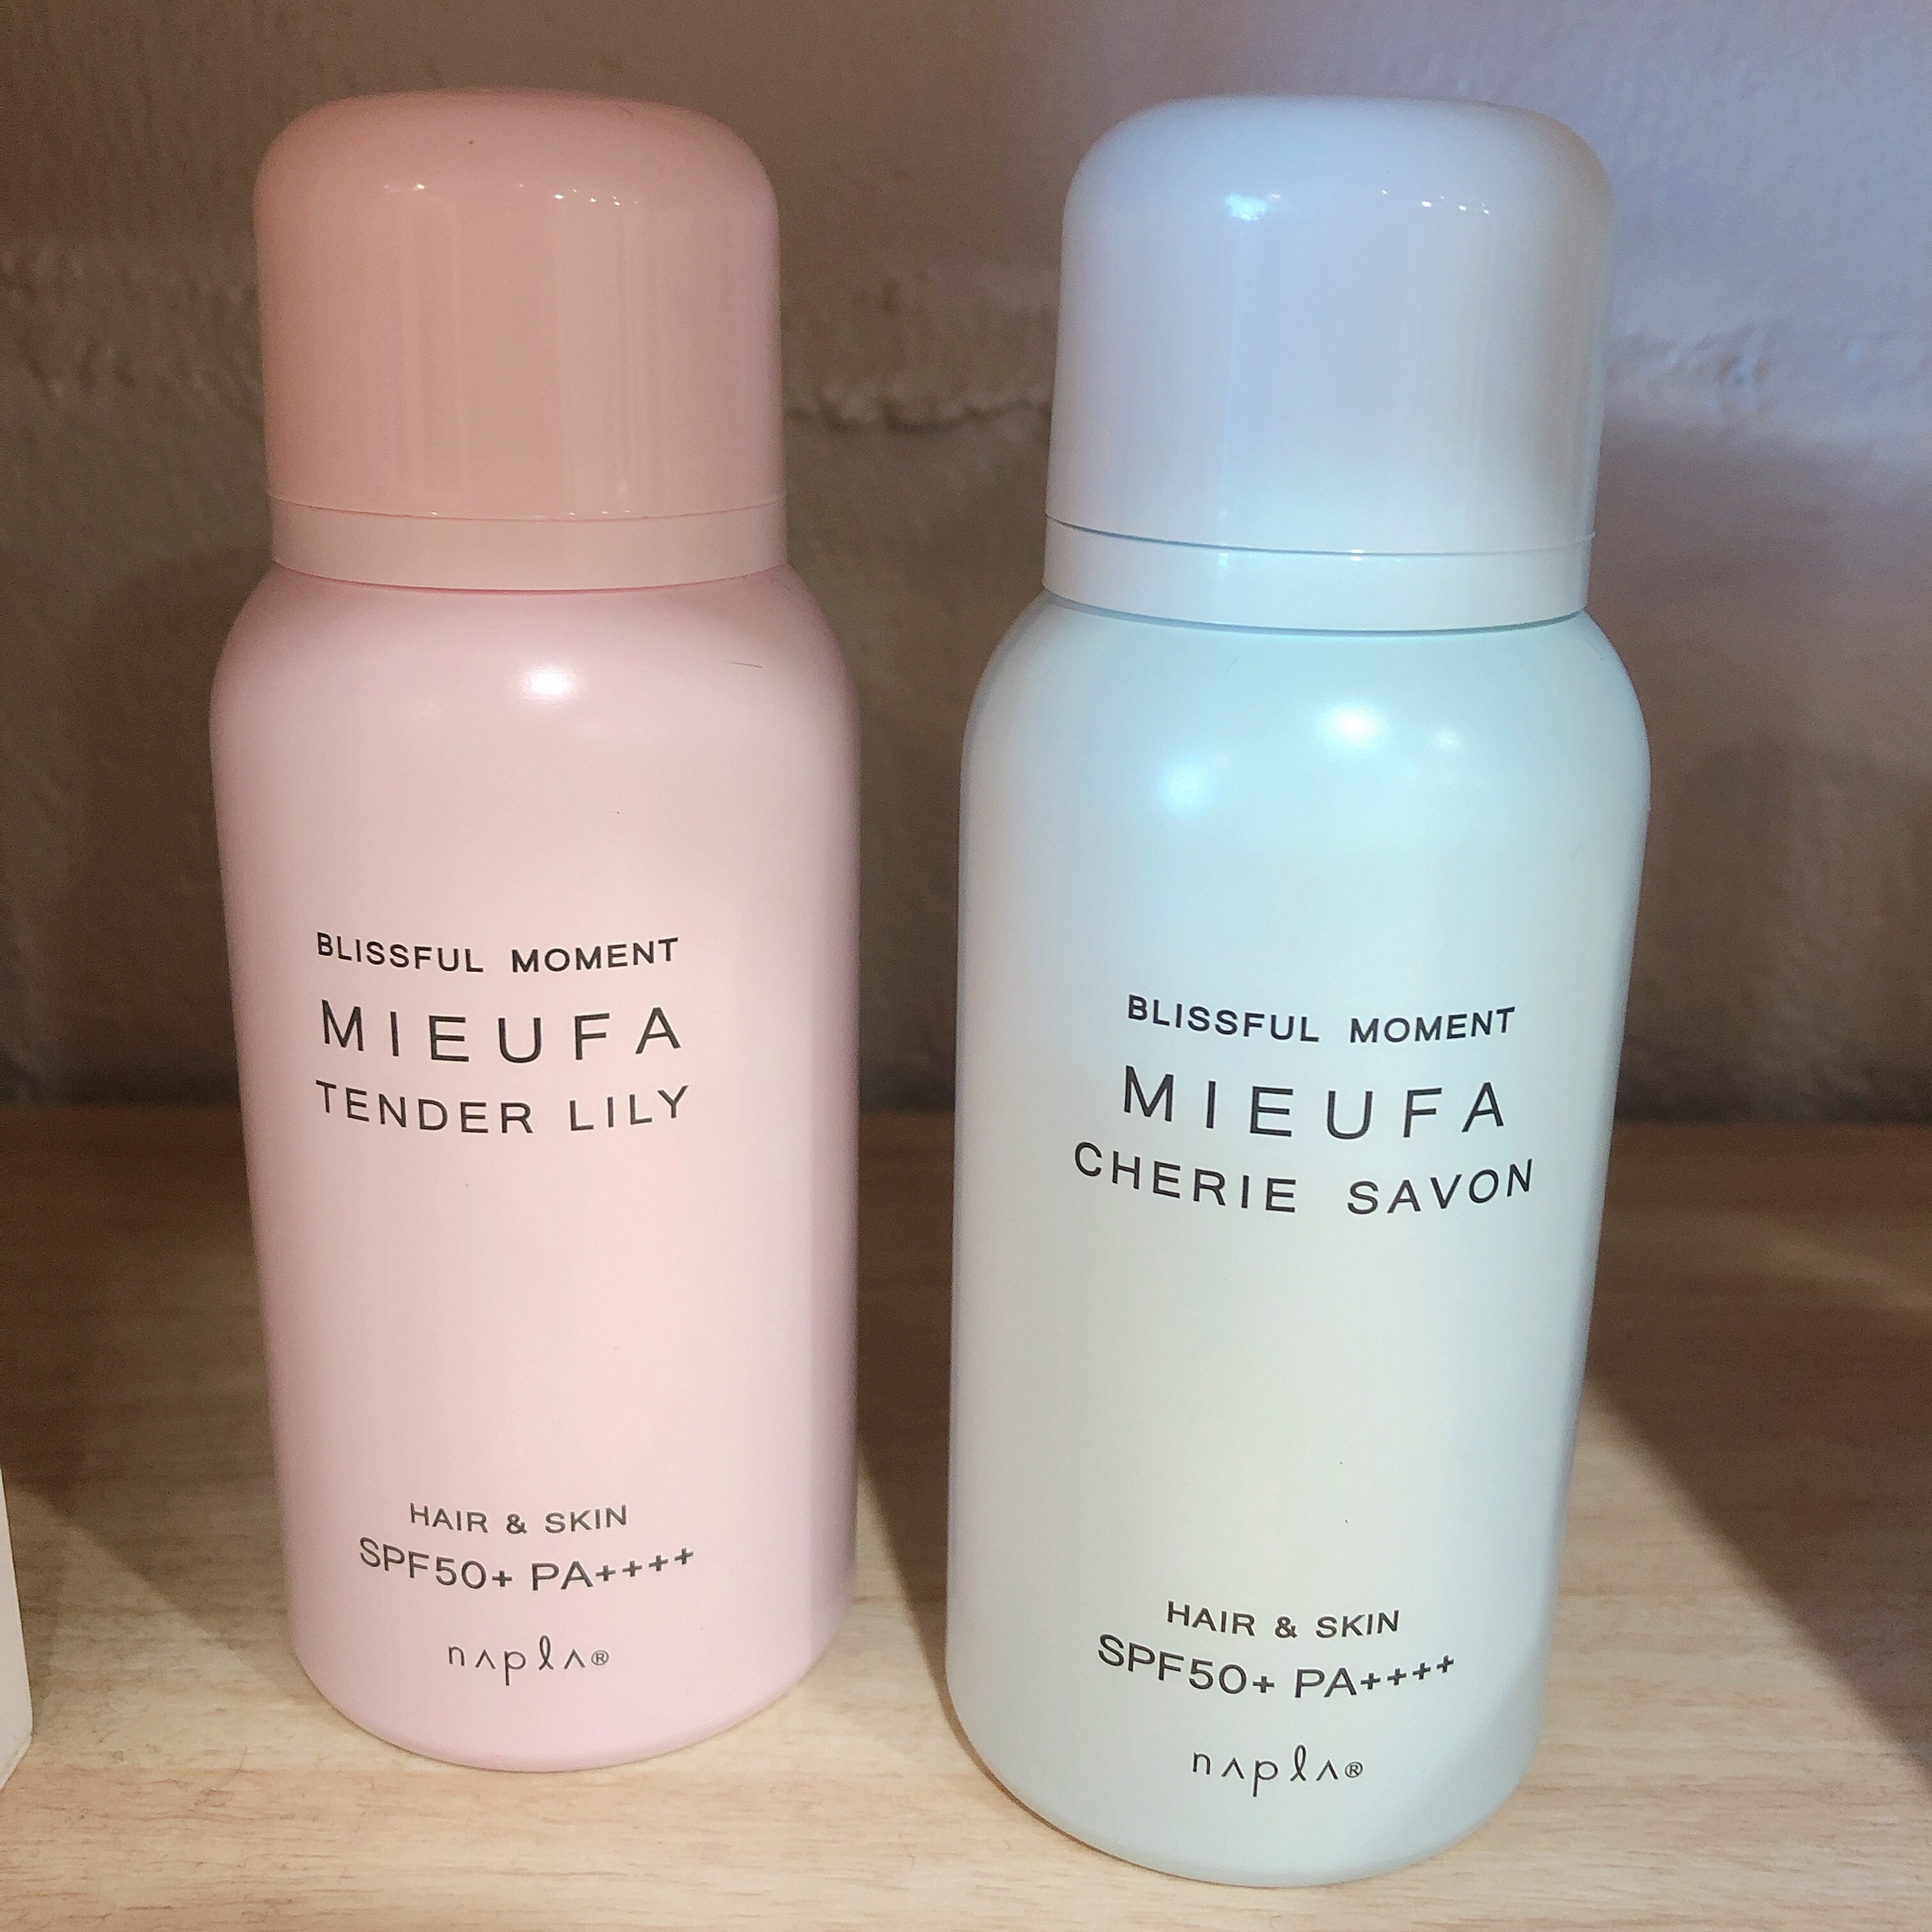 BLISSFUL MOMENT
MIEUFA
TENDER LILY
HAIR & SKIN
SPF50+ PA++++
napla®
BLISSFUL MOMENT
MIEUFA
CHERIE SAVON
HAIR & SKIN
SPF50+ PA++++
napla®